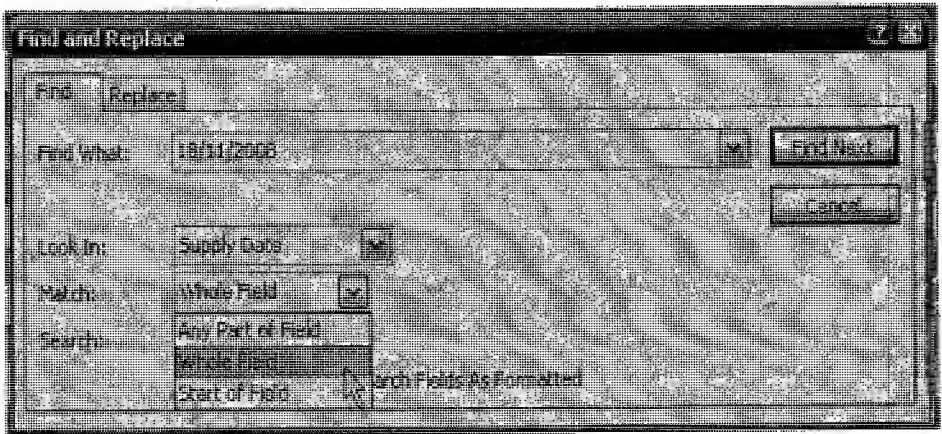 Find and Replace
Find Replace
Find What: 18/11/2008 Find Next
Cancel
Look In: Supply Date
Match: Whole Field
Any Part of Field
Search: Whole Field
Start of Field arch Fields As Formatted